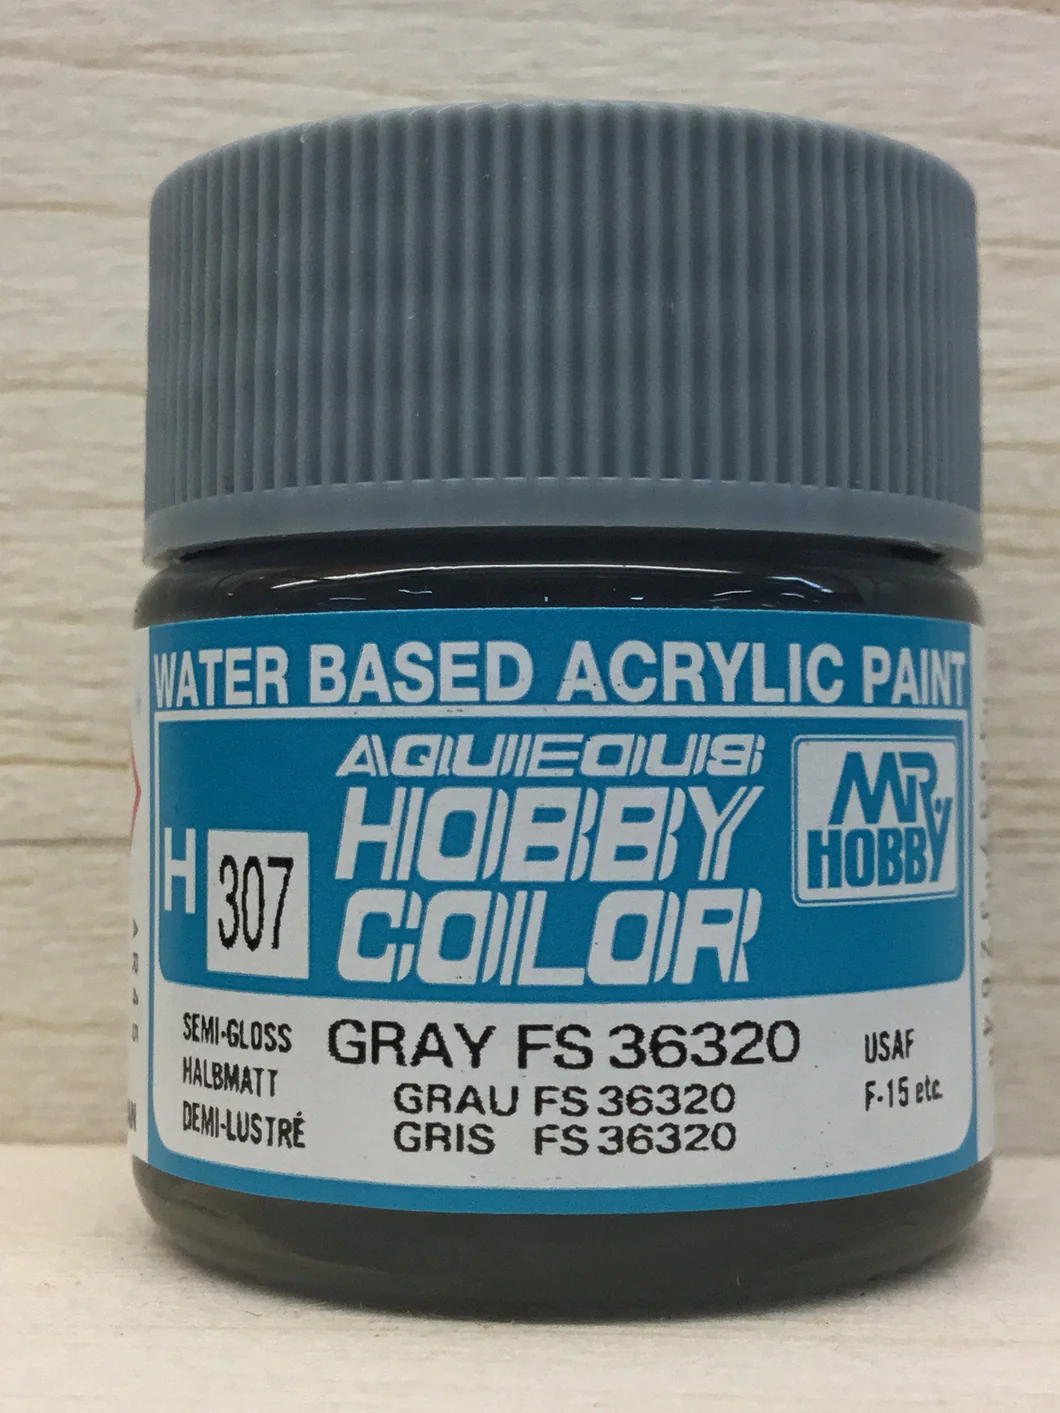 WATER BASED ACRYLIC PAINT
AQUEOUS
HOBBY
COLOR
H 307
MR.
HOBBY
SEMI-GLOSS
HALBMATT
DEMI-LUSTRÉ
GRAY FS 36320
GRAU FS 36320
GRIS FS 36320
USAF
F-15 etc.